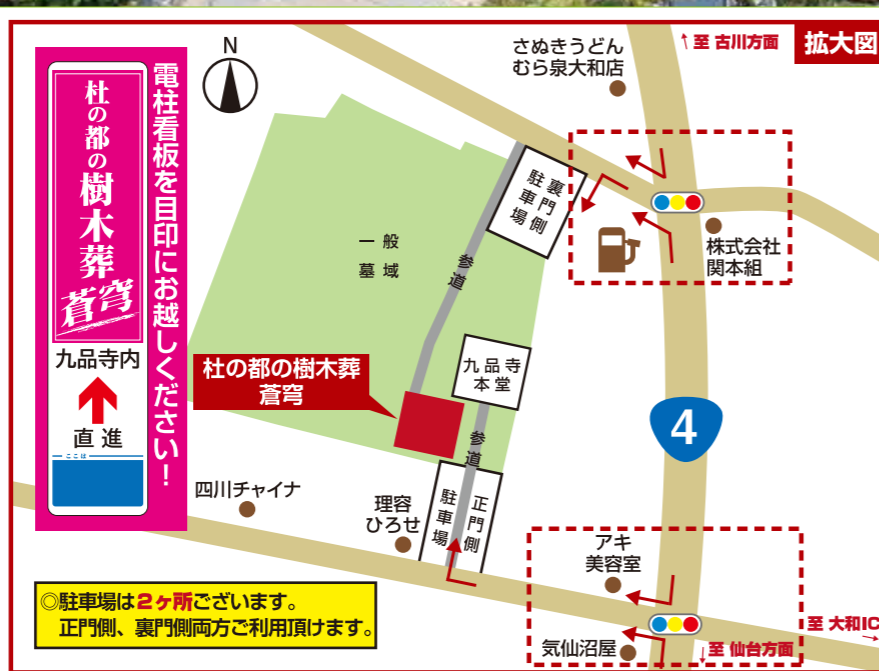 拡大図
↑至 古川方面
さぬきうどん
むら泉大和店
N
電柱看板を目印にお越しください!
杜の都の
樹木葬
蒼穹
九品寺内
直進
ここは
裏門側
駐車場
一般
墓域
参道
株式会社
関本組
九品寺
本堂
杜の都の樹木葬
蒼穹
4
参道
四川チャイナ
理容
ひろせ
正門側
駐車場
アキ
美容室
至 大和IC→
気仙沼屋
↓至 仙台方面
◎駐車場は2ヶ所ございます。
正門側、裏門側両方ご利用頂けます。